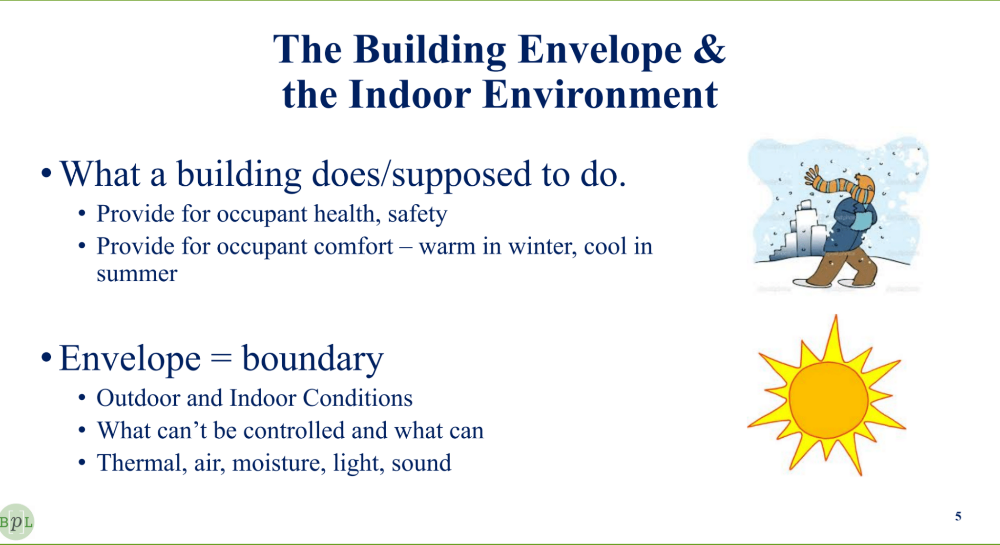 The Building Envelope &
the Indoor Environment
• What a building does/supposed to do.
• Provide for occupant health, safety
• Provide for occupant comfort – warm in winter, cool in
summer
• Envelope = boundary
• Outdoor and Indoor Conditions
• What can’t be controlled and what can
• Thermal, air, moisture, light, sound
B[p]L
5